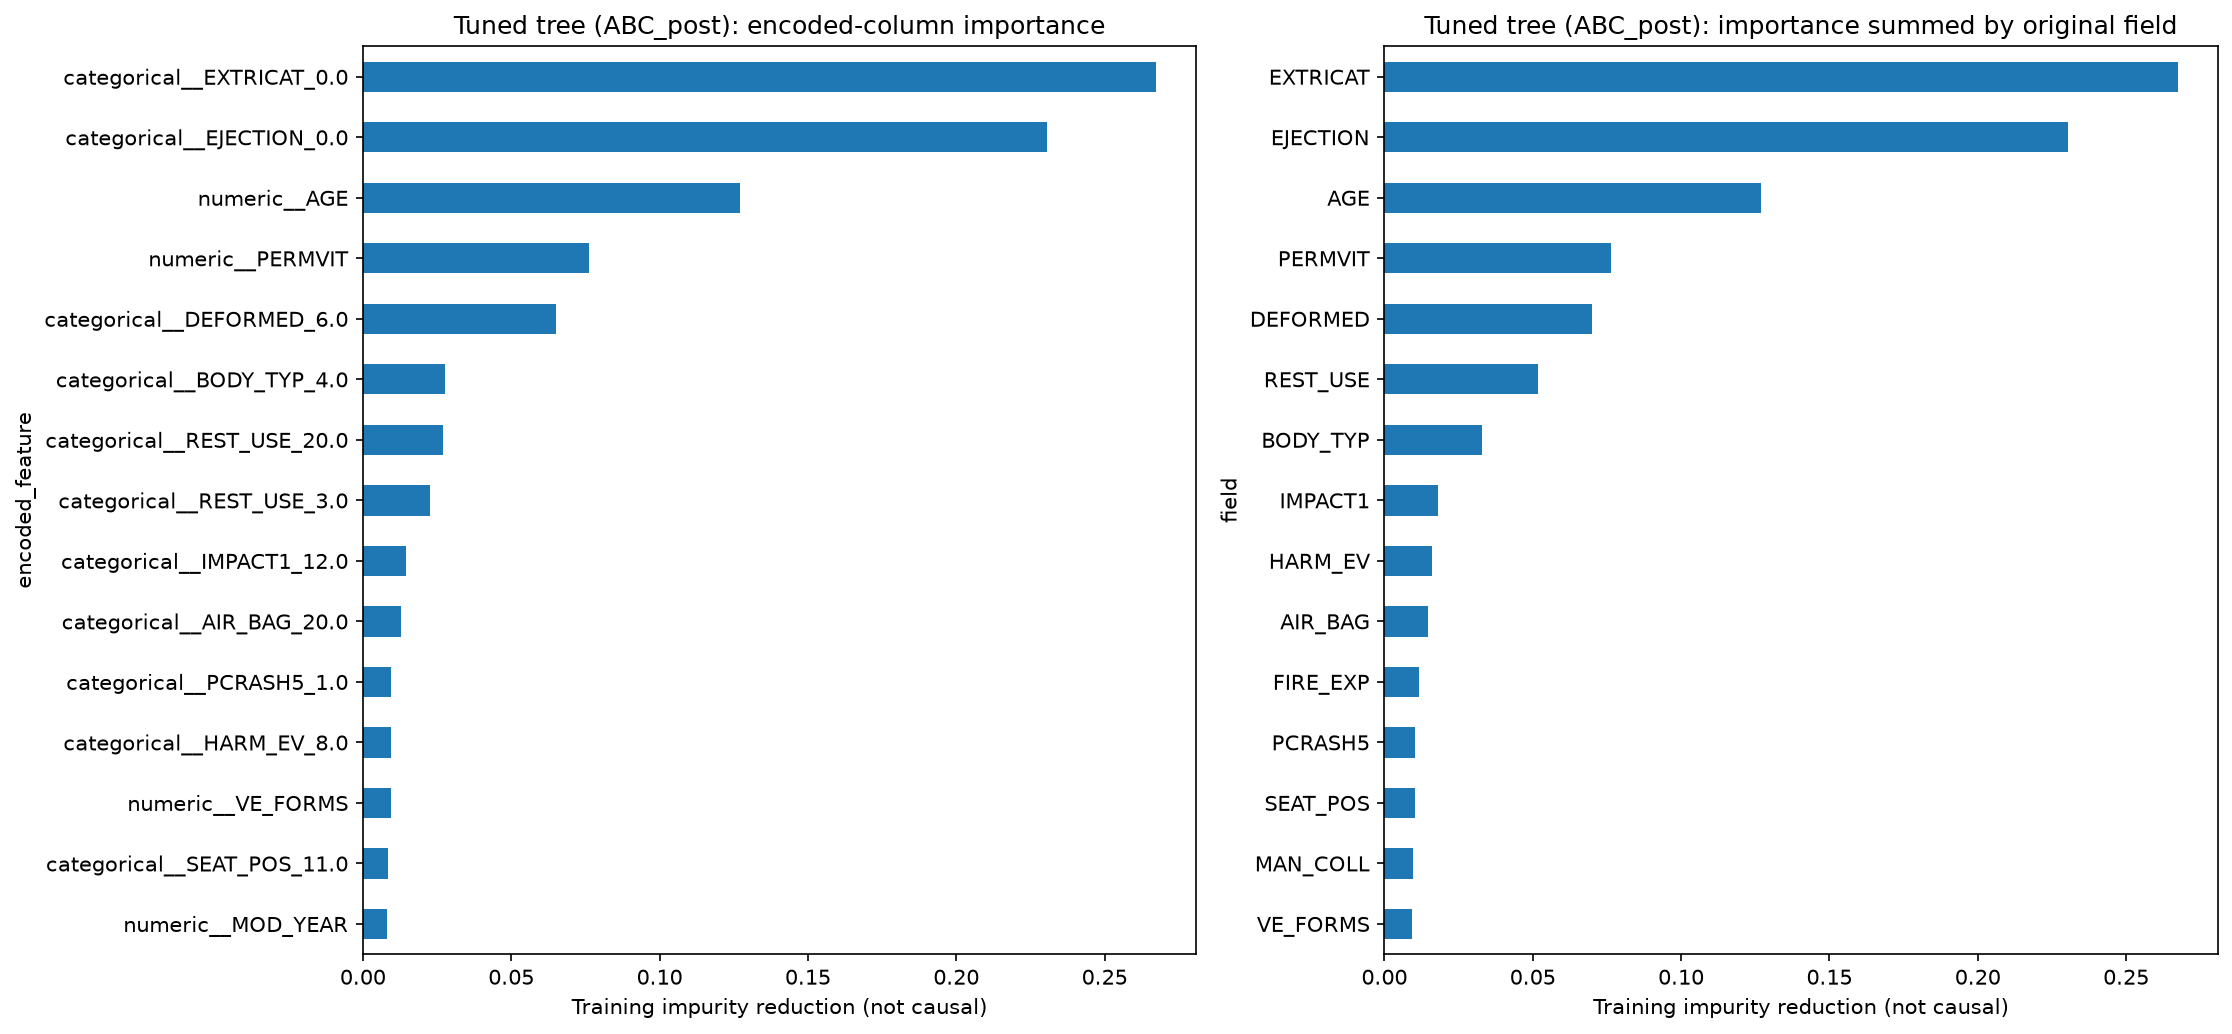 Tuned tree (ABC_post): encoded-column importance
encoded_feature
categorical__EXTRICAT_0.0
categorical__EJECTION_0.0
numeric__AGE
numeric__PERMVIT
categorical__DEFORMED_6.0
categorical__BODY_TYP_4.0
categorical__REST_USE_20.0
categorical__REST_USE_3.0
categorical__IMPACT1_12.0
categorical__AIR_BAG_20.0
categorical__PCRASH5_1.0
categorical__HARM_EV_8.0
numeric__VE_FORMS
categorical__SEAT_POS_11.0
numeric__MOD_YEAR
0.00 0.05 0.10 0.15 0.20 0.25
Training impurity reduction (not causal)
Tuned tree (ABC_post): importance summed by original field
field
EXTRICAT
EJECTION
AGE
PERMVIT
DEFORMED
REST_USE
BODY_TYP
IMPACT1
HARM_EV
AIR_BAG
FIRE_EXP
PCRASH5
SEAT_POS
MAN_COLL
VE_FORMS
0.00 0.05 0.10 0.15 0.20 0.25
Training impurity reduction (not causal)